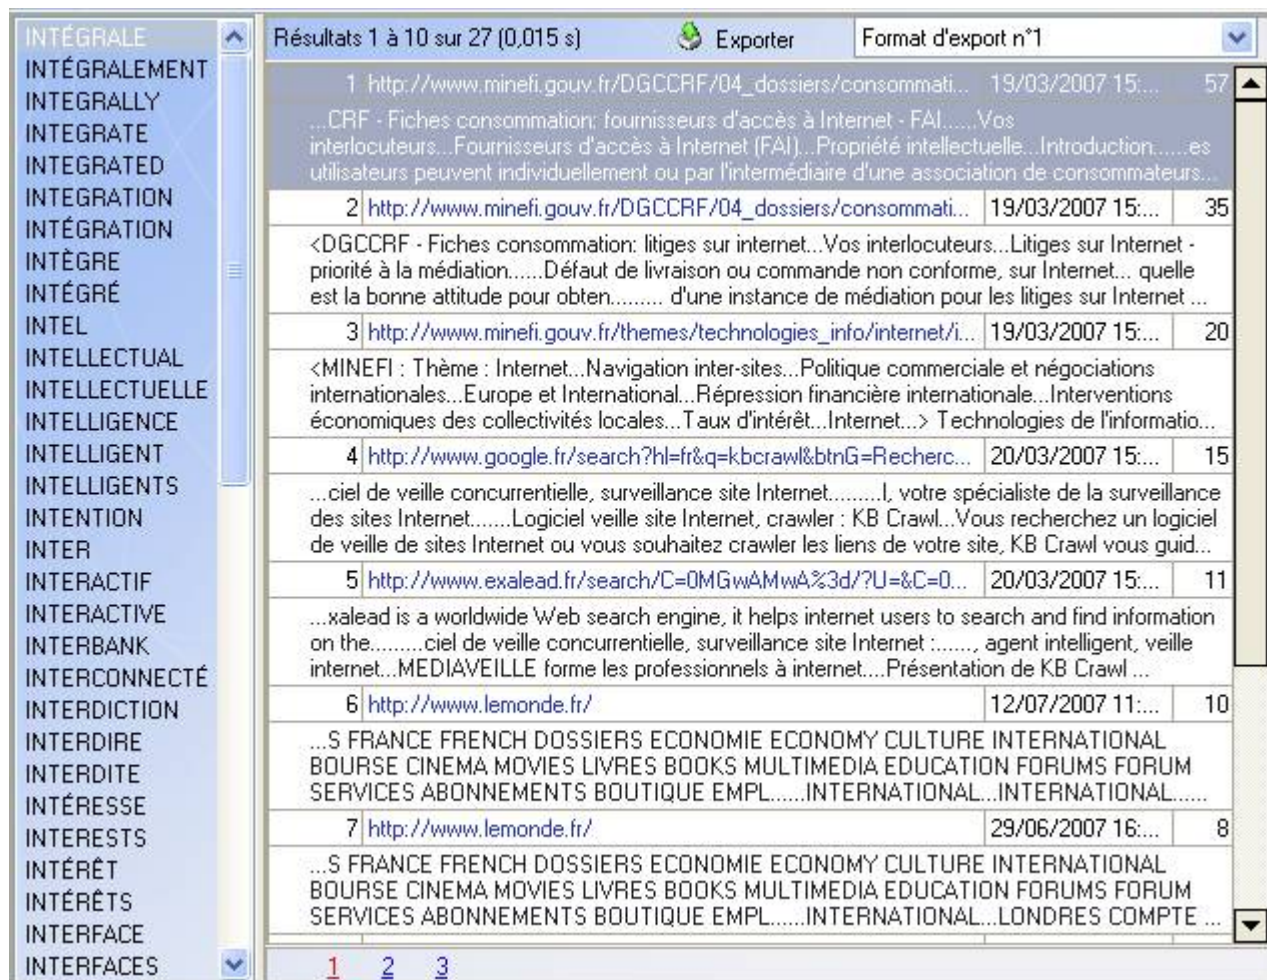 INTÉGRALE
INTÉGRALEMENT
INTEGRALLY
INTEGRATE
INTEGRATED
INTEGRATION
INTÉGRATION
INTÈGRE
INTÉGRÉ
INTEL
INTELLECTUAL
INTELLECTUELLE
INTELLIGENCE
INTELLIGENT
INTELLIGENTS
INTENTION
INTER
INTERACTIF
INTERACTIVE
INTERBANK
INTERCONNECTÉ
INTERDICTION
INTERDIRE
INTERDITE
INTÉRESSE
INTERESTS
INTÉRÊT
INTÉRÊTS
INTERFACE
INTERFACES
Résultats 1 à 10 sur 27 (0,015 s) Exporter Format d'export n°1
1 http://www.minefi.gouv.fr/DGCCRF/04_dossiers/consommati... 19/03/2007 15:... 57
...CRF - Fiches consommation: fournisseurs d'accès à Internet - FAI......Vos
interlocuteurs...Fournisseurs d'accès à Internet (FAI)...Propriété intellectuelle...Introduction......es
utilisateurs peuvent individuellement ou par l'intermédiaire d'une association de consommateurs...
2 http://www.minefi.gouv.fr/DGCCRF/04_dossiers/consommati... 19/03/2007 15:... 35
<DGCCRF - Fiches consommation: litiges sur internet...Vos interlocuteurs...Litiges sur Internet -
priorité à la médiation......Défaut de livraison ou commande non conforme, sur Internet... quelle
est la bonne attitude pour obten......... d'une instance de médiation pour les litiges sur Internet ...
3 http://www.minefi.gouv.fr/themes/technologies_info/internet/i... 19/03/2007 15:... 20
<MINEFI : Thème : Internet...Navigation inter-sites...Politique commerciale et négociations
internationales...Europe et International...Répression financière internationale...Interventions
économiques des collectivités locales...Taux d'intérêt...Internet...> Technologies de l'informatio...
4 http://www.google.fr/search?hl=fr&q=kbcrawl&btnG=Recherc... 20/03/2007 15:... 15
...ciel de veille concurrentielle, surveillance site Internet.........l, votre spécialiste de la surveillance
des sites Internet.......Logiciel veille site Internet, crawler : KB Crawl...Vous recherchez un logiciel
de veille de sites Internet ou vous souhaitez crawler les liens de votre site, KB Crawl vous guid...
5 http://www.exalead.fr/search/C=0MGwAMwA%3d/?U=&C=0... 20/03/2007 15:... 11
...xalead is a worldwide Web search engine, it helps internet users to search and find information
on the.........ciel de veille concurrentielle, surveillance site Internet :......, agent intelligent, veille
internet...MEDIAVEILLE forme les professionnels à internet....Présentation de KB Crawl ...
6 http://www.lemonde.fr/ 12/07/2007 11:... 10
...S FRANCE FRENCH DOSSIERS ECONOMIE ECONOMY CULTURE INTERNATIONAL
BOURSE CINEMA MOVIES LIVRES BOOKS MULTIMEDIA EDUCATION FORUMS FORUM
SERVICES ABONNEMENTS BOUTIQUE EMPL......INTERNATIONAL...INTERNATIONAL......
7 http://www.lemonde.fr/ 29/06/2007 16:... 8
...S FRANCE FRENCH DOSSIERS ECONOMIE ECONOMY CULTURE INTERNATIONAL
BOURSE CINEMA MOVIES LIVRES BOOKS MULTIMEDIA EDUCATION FORUMS FORUM
SERVICES ABONNEMENTS BOUTIQUE EMPL......INTERNATIONAL...LONDRES COMPTE ...
1 2 3